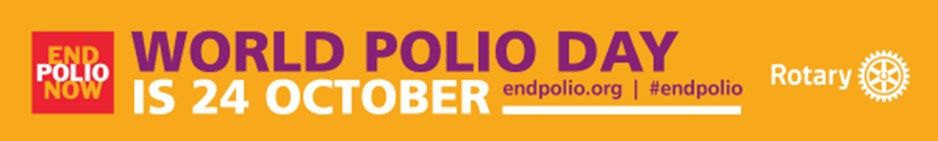 END
POLIO
NOW
WORLD POLIO DAY
IS 24 OCTOBER
endpolio.org | #endpolio
Rotary